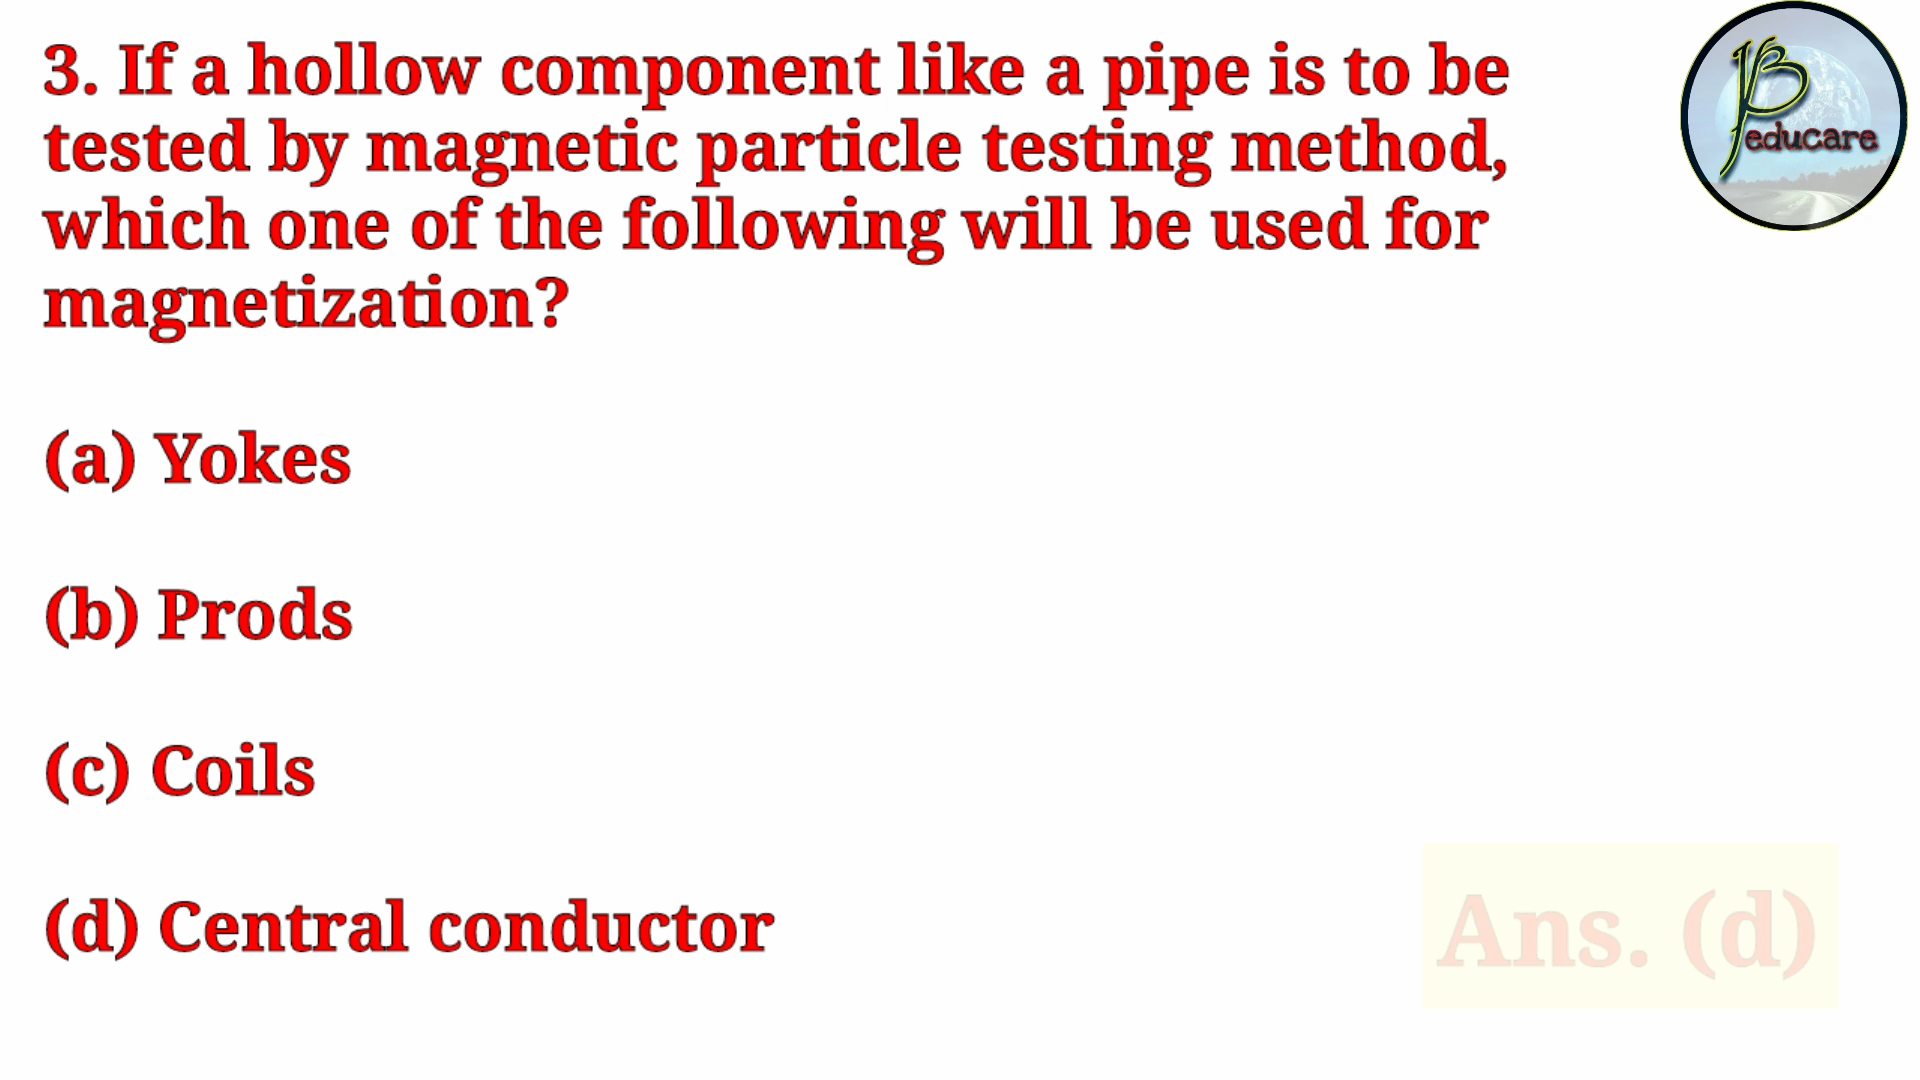 3. If a hollow component like a pipe is to be
tested by magnetic particle testing method,
which one of the following will be used for
magnetization?
(a) Yokes
(b) Prods
(c) Coils
(d) Central conductor
Ans. (d)
educare